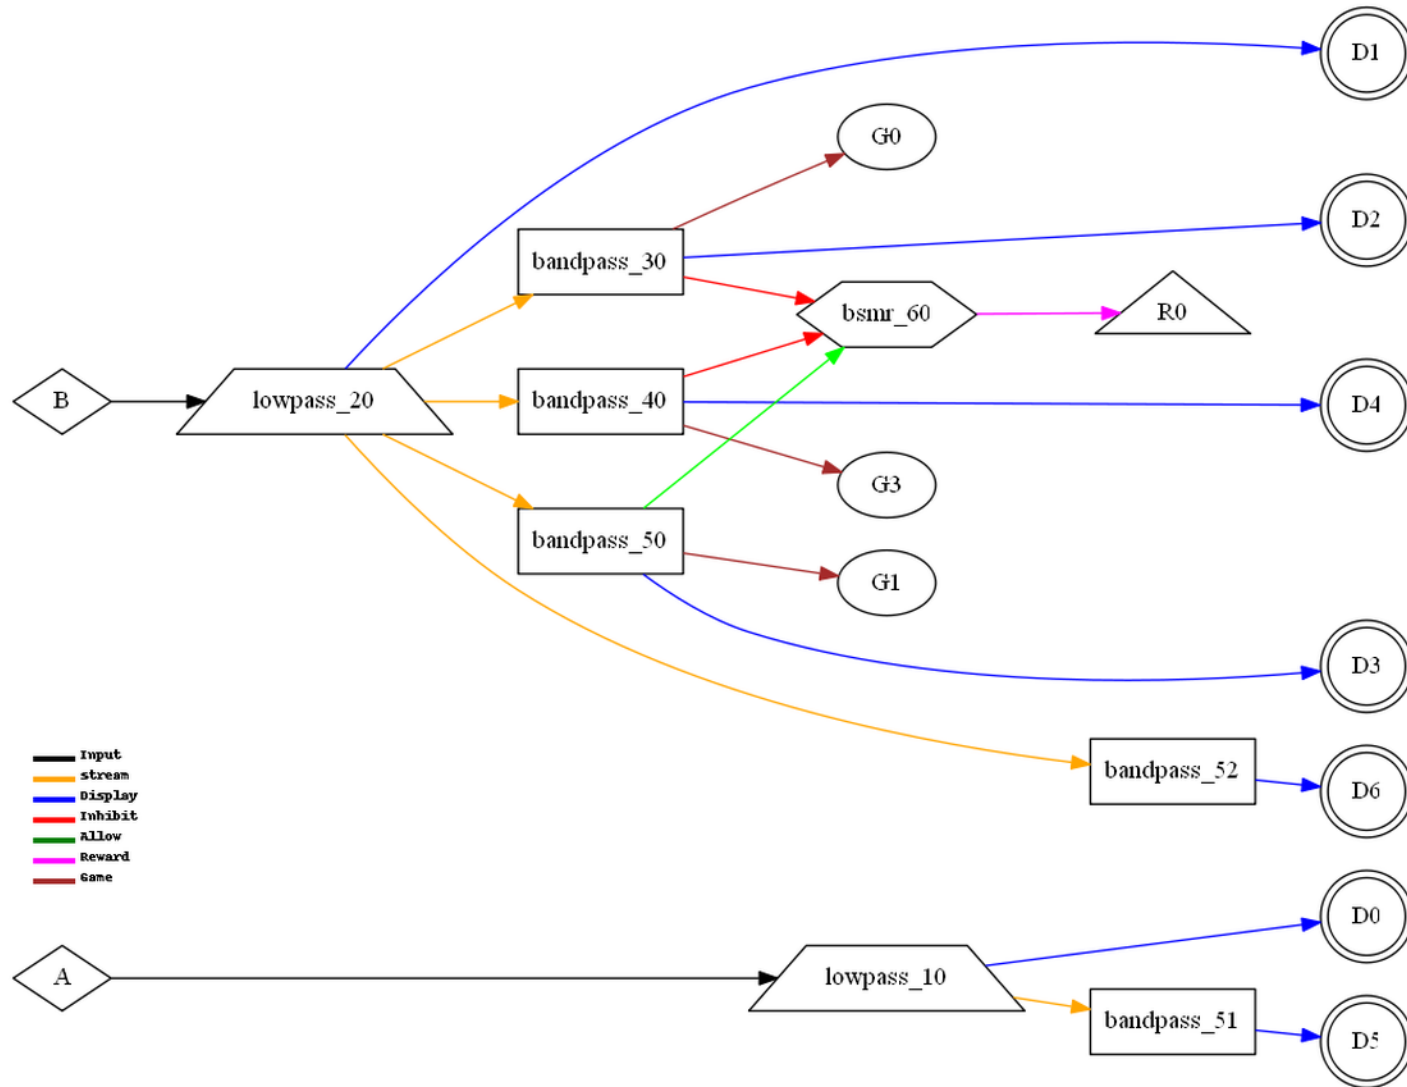 D1
G0
D2
bandpass_30
bsmr_60
R0
B
lowpass_20
bandpass_40
D4
G3
bandpass_50
G1
D3
Input
stream
Display
Inhibit
Allow
Reward
Game
bandpass_52
D6
D0
A
lowpass_10
bandpass_51
D5